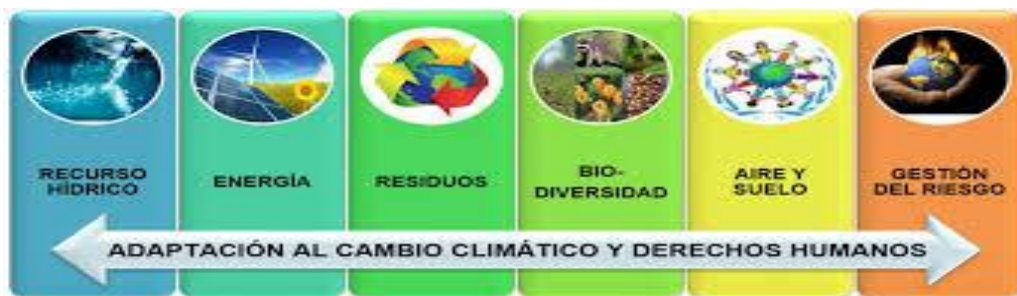 RECURSO
HÍDRICO
ENERGÍA
RESIDUOS
BIO-
DIVERSIDAD
AIRE Y
SUELO
GESTIÓN
DEL RIESGO
ADAPTACIÓN AL CAMBIO CLIMÁTICO Y DERECHOS HUMANOS